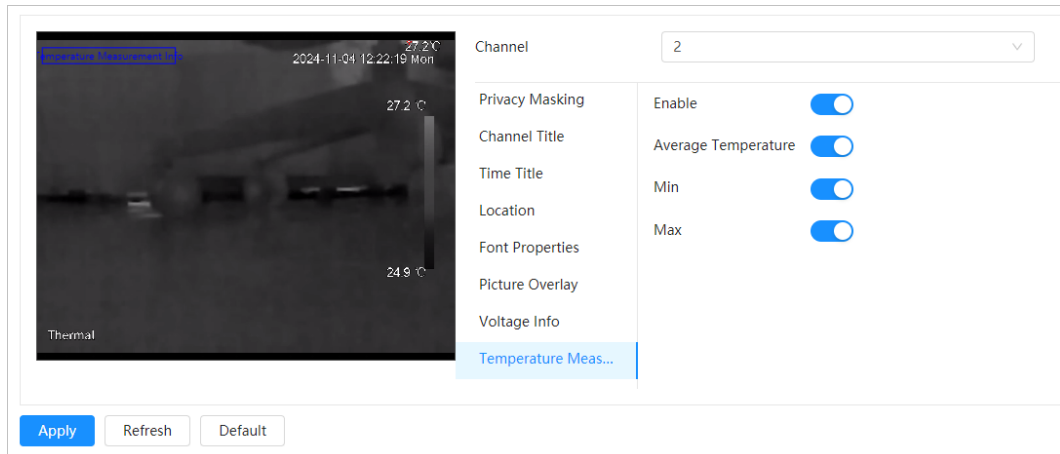 27.2℃
Temperature Measurement Info
2024-11-04 12:22:19 Mon
27.2 ℃
24.9 ℃
Thermal
Channel
2
Privacy Masking
Channel Title
Time Title
Location
Font Properties
Picture Overlay
Voltage Info
Temperature Meas...
Enable
Average Temperature
Min
Max
Apply
Refresh
Default